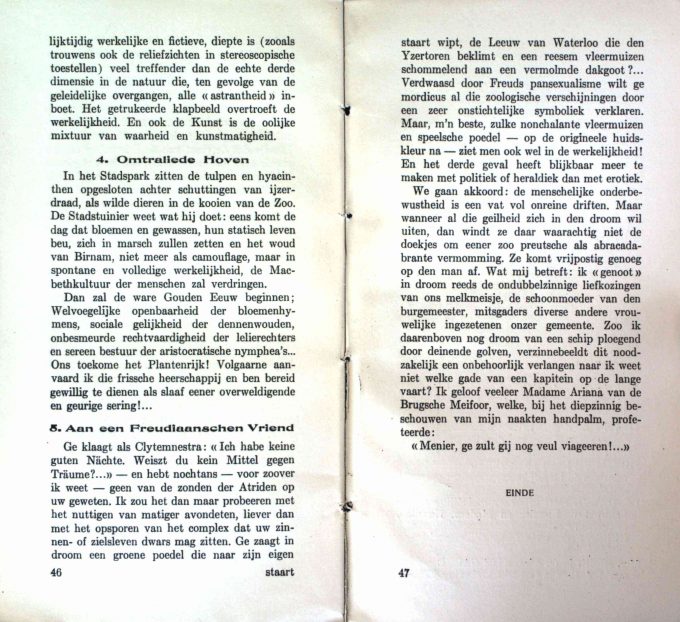 lijktijdig werkelijke en fictieve, diepte is (zooals
trouwens ook de reliefzichten in stereoscopische
toestellen) veel treffender dan de echte derde
dimensie in de natuur die, ten gevolge van de
geleidelijke overgangen, alle «astrantheid» in-
boet. Het getrukeerde klapbeeld overtroeft de
werkelijkheid. En ook de Kunst is de oolijke
mixtuur van waarheid en kunstmatigheid.
4. Omtraliede Hoven
In het Stadspark zitten de tulpen en hyacin-
then opgesloten achter schuttingen van ijzer-
draad, als wilde dieren in de kooien van de Zoo.
De Stadstuinier weet wat hij doet: eens komt de
dag dat bloemen en gewassen, hun statisch leven
beu, zich in marsch zullen zetten en het woud
van Birnam, niet meer als camouflage, maar in
spontane en volledige werkelijkheid, de Mac-
bethkultuur der menschen zal verdringen.
Dan zal de ware Gouden Eeuw beginnen;
Welvoegelijke openbaarheid der bloemenhy-
mens, sociale gelijkheid der dennenwouden,
onbesmeurde rechtvaardigheid der lelierechters
en sereen bestuur der aristocratische nymphea's...
Ons toekome het Plantenrijk! Volgaarne aan-
vaard ik die frissche heerschappij en ben bereid
gewillig te dienen als slaaf eener overweldigende
en geurige sering!...
5. Aan een Freudiaanschen Vriend
Ge klaagt als Clytemnestra: «Ich habe keine
guten Nächte. Weiszt du kein Mittel gegen
Träume?...» — en hebt nochtans — voor zoover
ik weet — geen van de zonden der Atriden op
uw geweten. Ik zou het dan maar probeeren met
het nuttigen van matiger avondeten, liever dan
met het opsporen van het complex dat uw zin-
nen- of zielsleven dwars mag zitten. Ge zaagt in
droom een groene poedel die naar zijn eigen
46 staart
staart wipt, de Leeuw van Waterloo die den
Yzertoren beklimt en een reesem vleermuizen
schommelend aan een vermolmde dakgoot?...
Verdwaasd door Freuds pansexualisme wilt ge
mordicus al die zoologische verschijningen door
een zeer onstichtelijke symboliek verklaren.
Maar, m'n beste, zulke nonchalante vleermuizen
en speelsche poedel — op de origineele huids-
kleur na — ziet men ook wel in de werkelijkheid!
En het derde geval heeft blijkbaar meer te
maken met politiek of heraldiek dan met erotiek.
We gaan akkoord: de menschelijke onderbe-
wustheid is een vat vol onreine driften. Maar
wanneer al die geilheid zich in den droom wil
uiten, dan windt ze daar waarachtig niet de
doekjes om eener zoo preutsche als abracada-
brante vermomming. Ze komt vrijpostig genoeg
op den man af. Wat mij betreft: ik «genoot»
in droom reeds de ondubbelzinnige liefkozingen
van ons melkmeisje, de schoonmoeder van den
burgemeester, mitsgaders diverse andere vrou-
welijke ingezetenen onzer gemeente. Zoo ik
daarenboven nog droom van een schip ploegend
door deinende golven, verzinnebeeldt dit nood-
zakelijk een onbehoorlijk verlangen naar ik weet
niet welke gade van een kapitein op de lange
vaart? Ik geloof veeleer Madame Ariana van de
Brugsche Meifoor, welke, bij het diepzinnig be-
schouwen van mijn naakten handpalm, profe-
teerde:
«Menier, ge zult gij nog veul viageeren!...»
EINDE
47